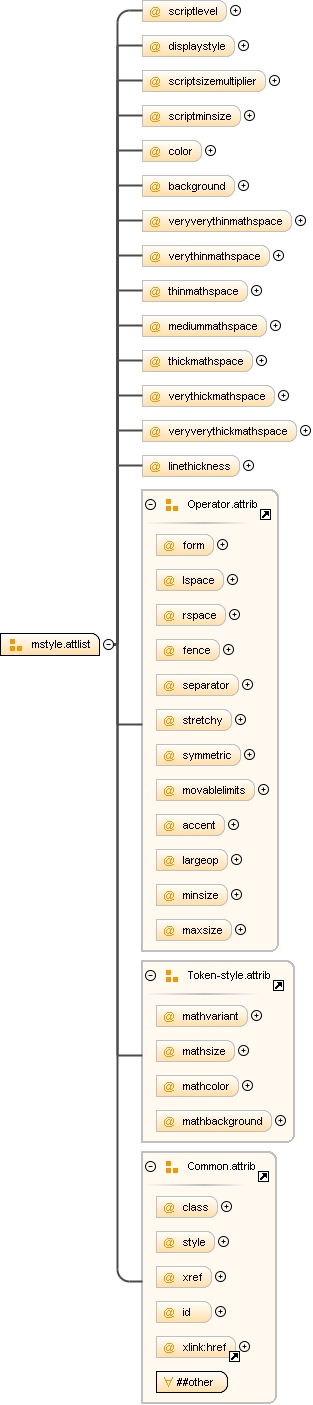 @ scriptlevel
@ displaystyle
@ scriptsizemultiplier
@ scriptminsize
@ color
@ background
@ veryverythinmathspace
@ verythinmathspace
@ thinmathspace
@ mediummathspace
@ thickmathspace
@ verythickmathspace
@ veryverythickmathspace
@ linethickness
Operator.attrib
@ form
@ lspace
@ rspace
@ fence
mstyle.attlist
@ separator
@ stretchy
@ symmetric
@ movablelimits
@ accent
@ largeop
@ minsize
@ maxsize
Token-style.attrib
@ mathvariant
@ mathsize
@ mathcolor
@ mathbackground
Common.attrib
@ class
@ style
@ xref
@ id
@ xlink:href
∀ ##other